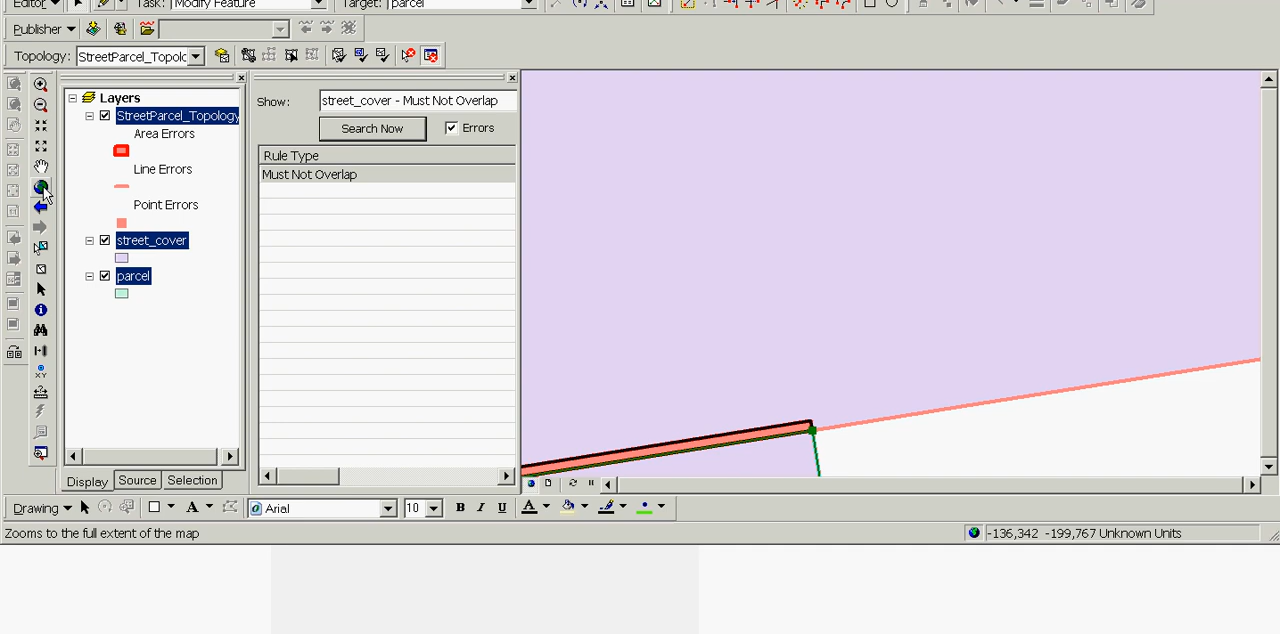 Editor Task: Modify Feature Target: parcel
Publisher
Topology: StreetParcel_Topolc
Layers
StreetParcel_Topology
Area Errors
Line Errors
Point Errors
street_cover
parcel
Display Source Selection
Show: street_cover - Must Not Overlap
Search Now Errors
Rule Type
Must Not Overlap
Drawing A Arial 10 B I U A
Zooms to the full extent of the map -136,342 -199,767 Unknown Units